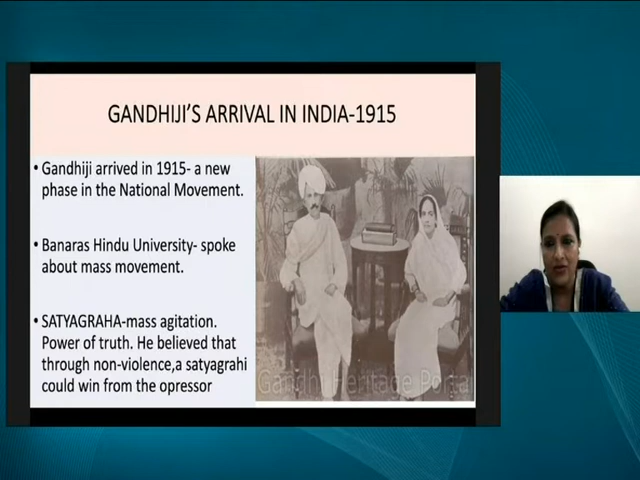 GANDHIJI'S ARRIVAL IN INDIA-1915
• Gandhiji arrived in 1915- a new
phase in the National Movement.
• Banaras Hindu University- spoke
about mass movement.
• SATYAGRAHA-mass agitation.
Power of truth. He believed that
through non-violence,a satyagrahi
could win from the opressor
Gandhi Heritage Portal